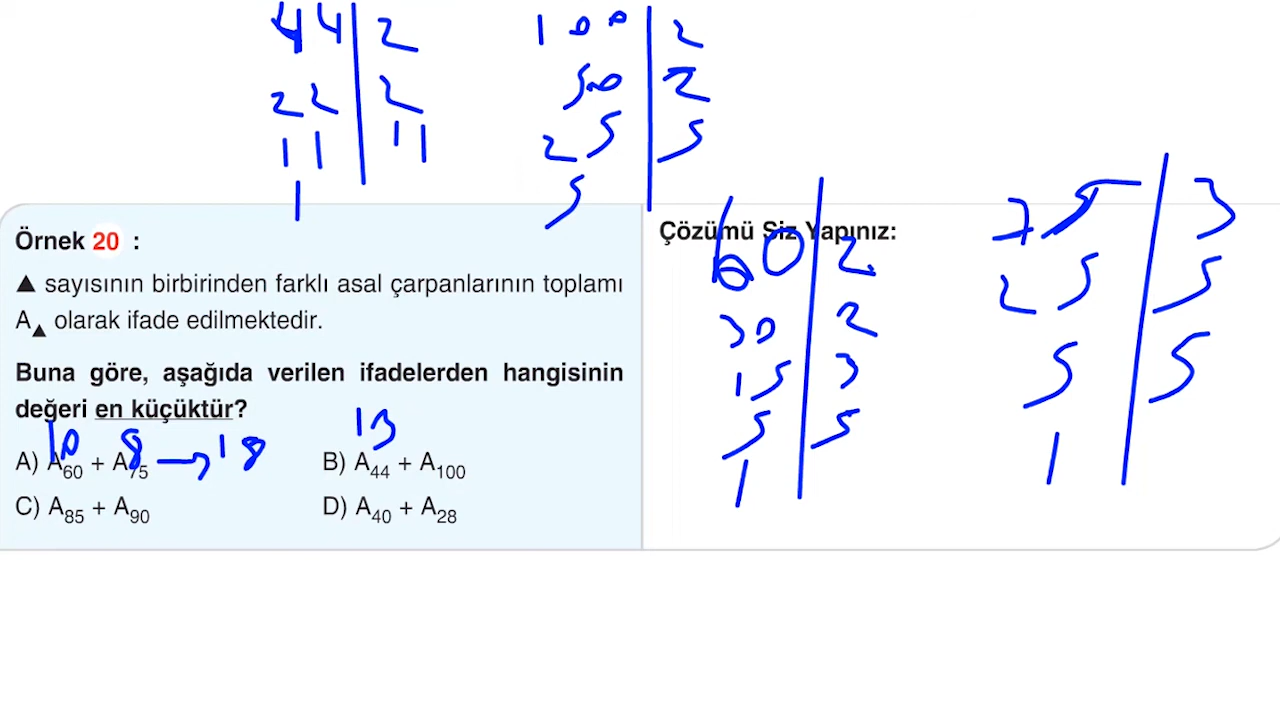 44 2
22 2
11 11
1
100 2
50 2
25 5
5
Örnek 20 :
▲ sayısının birbirinden farklı asal çarpanlarının toplamı
A▲ olarak ifade edilmektedir.
Buna göre, aşağıda verilen ifadelerden hangisinin
değeri en küçüktür?
10 8 → 18
13
A) A60 + A75
B) A44 + A100
C) A85 + A90
D) A40 + A28
Çözümü Siz Yapınız:
60 2
30 2
15 3
5 5
1
75 3
25 5
5 5
1